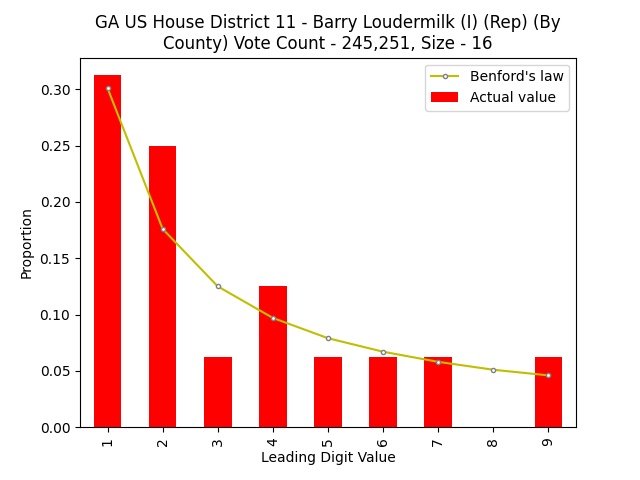 GA US House District 11 - Barry Loudermilk (I) (Rep) (By
County) Vote Count - 245,251, Size - 16
Benford's law
Actual value
0.30
0.25
0.20
0.15
0.10
0.05
0.00
Proportion
1 2 3 4 5 6 7 8 9
Leading Digit Value